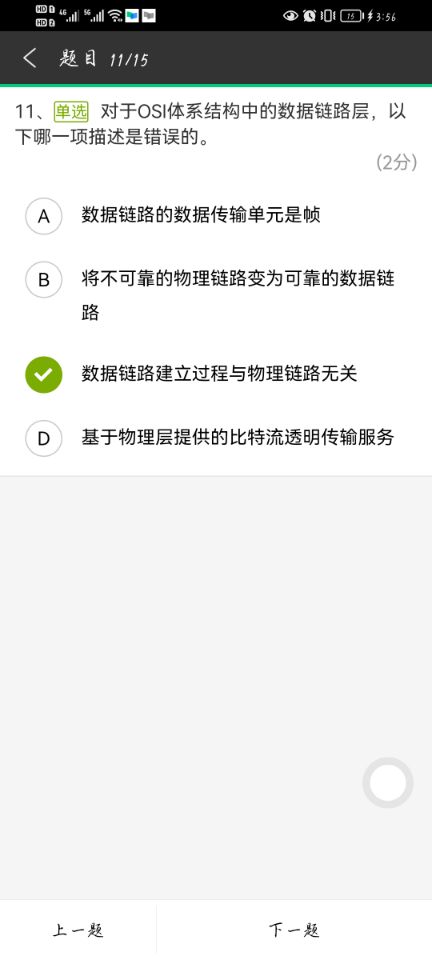 HD 1 4G 5G 15 3:56
HD 2
题目 11/15
11、单选 对于OSI体系结构中的数据链路层，以
下哪一项描述是错误的。
(2分)
A 数据链路的数据传输单元是帧
B 将不可靠的物理链路变为可靠的数据链
路
数据链路建立过程与物理链路无关
D 基于物理层提供的比特流透明传输服务
上一题 下一题